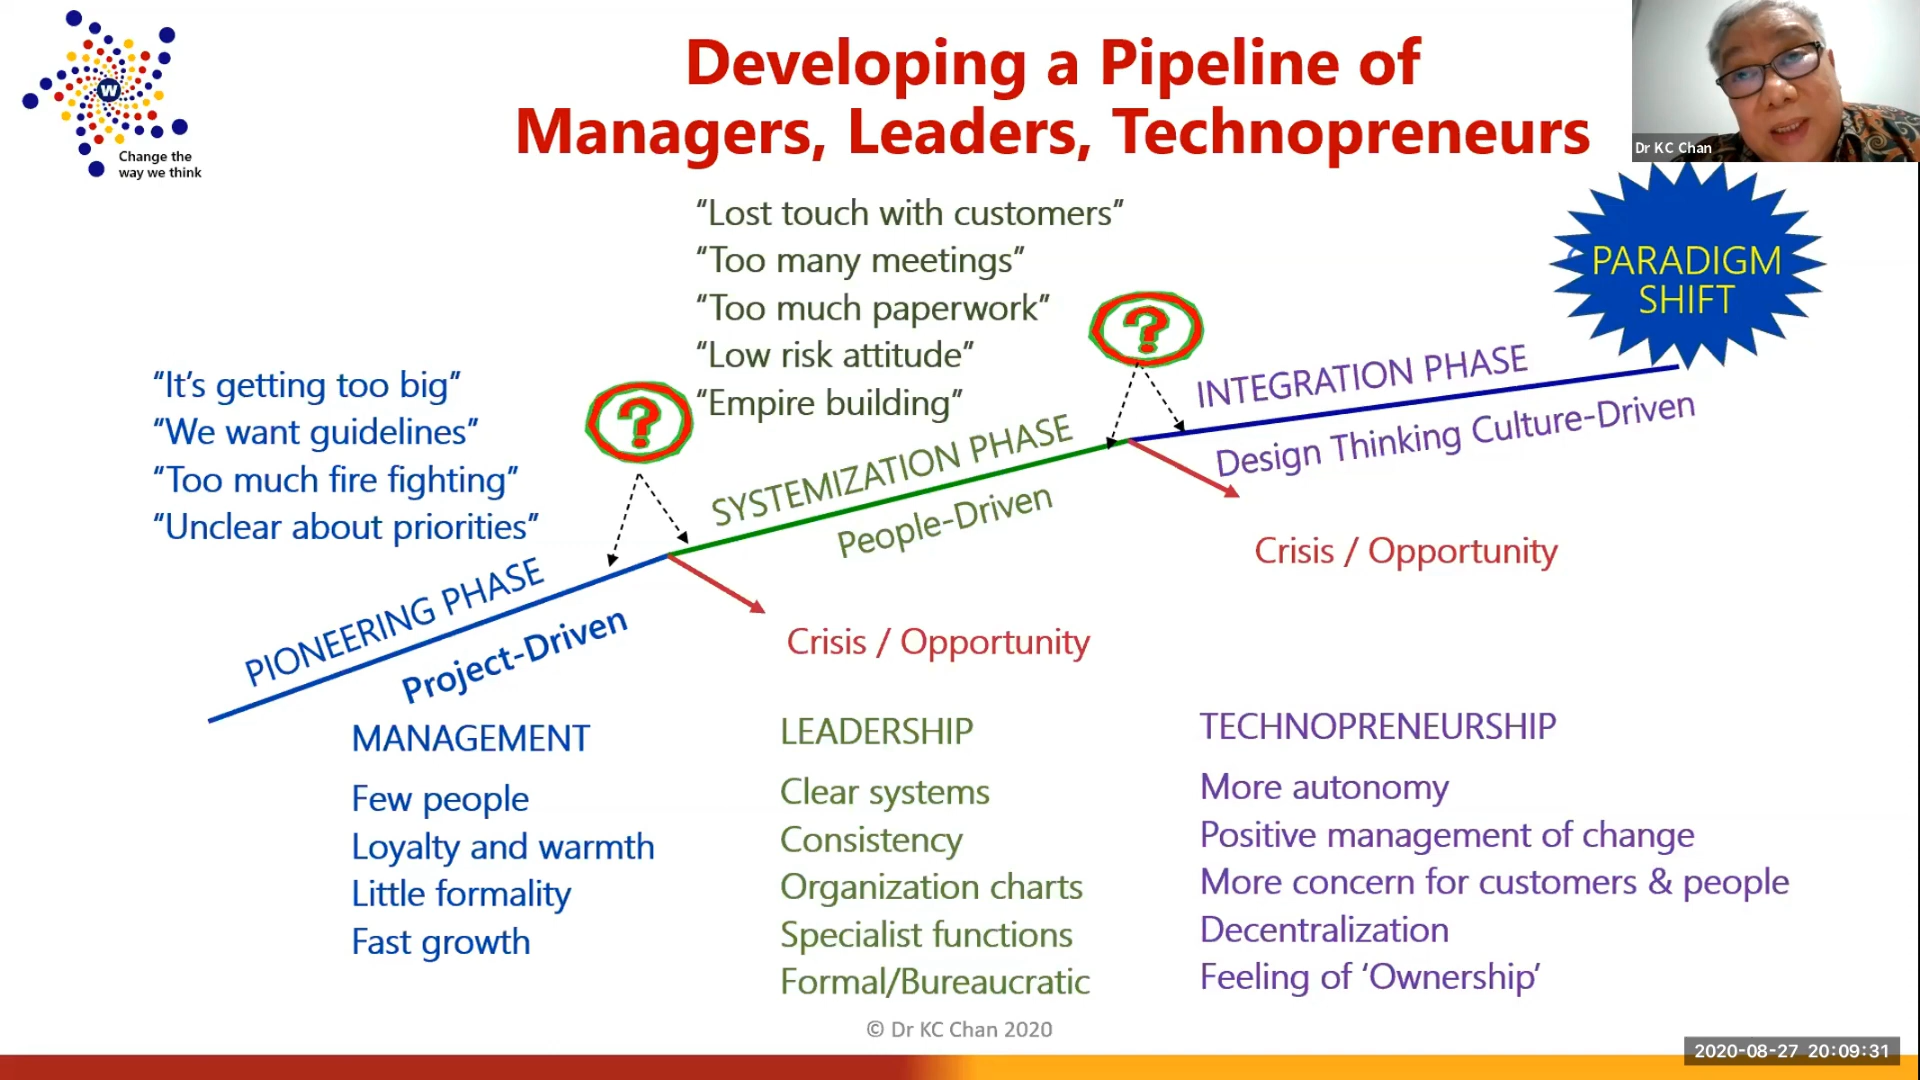 Developing a Pipeline of
Managers, Leaders, Technopreneurs
W
Change the
way we think
Dr KC Chan
PARADIGM
SHIFT
“Lost touch with customers”
“Too many meetings”
“Too much paperwork”
“Low risk attitude”
“Empire building”
?
?
“It’s getting too big”
“We want guidelines”
“Too much fire fighting”
“Unclear about priorities”
PIONEERING PHASE
Project-Driven
SYSTEMIZATION PHASE
People-Driven
INTEGRATION PHASE
Design Thinking Culture-Driven
Crisis / Opportunity
Crisis / Opportunity
MANAGEMENT
Few people
Loyalty and warmth
Little formality
Fast growth
LEADERSHIP
Clear systems
Consistency
Organization charts
Specialist functions
Formal/Bureaucratic
TECHNOPRENEURSHIP
More autonomy
Positive management of change
More concern for customers & people
Decentralization
Feeling of ‘Ownership’
© Dr KC Chan 2020
2020-08-27 20:09:31